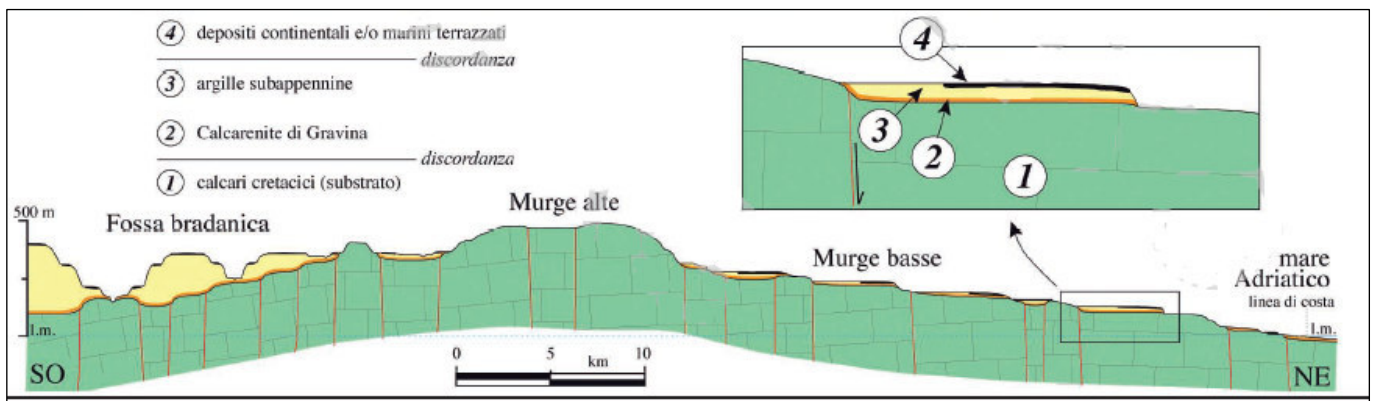 4 depositi continentali e/o marini terrazzati
discordanza
3 argille subappennine
2 Calcarenite di Gravina
discordanza
1 calcari cretacici (substrato)
4
3
2
1
500 m
Fossa bradanica
Murge alte
Murge basse
mare
Adriatico
linea di costa
l.m.
l.m.
0 5 10
km
SO
NE